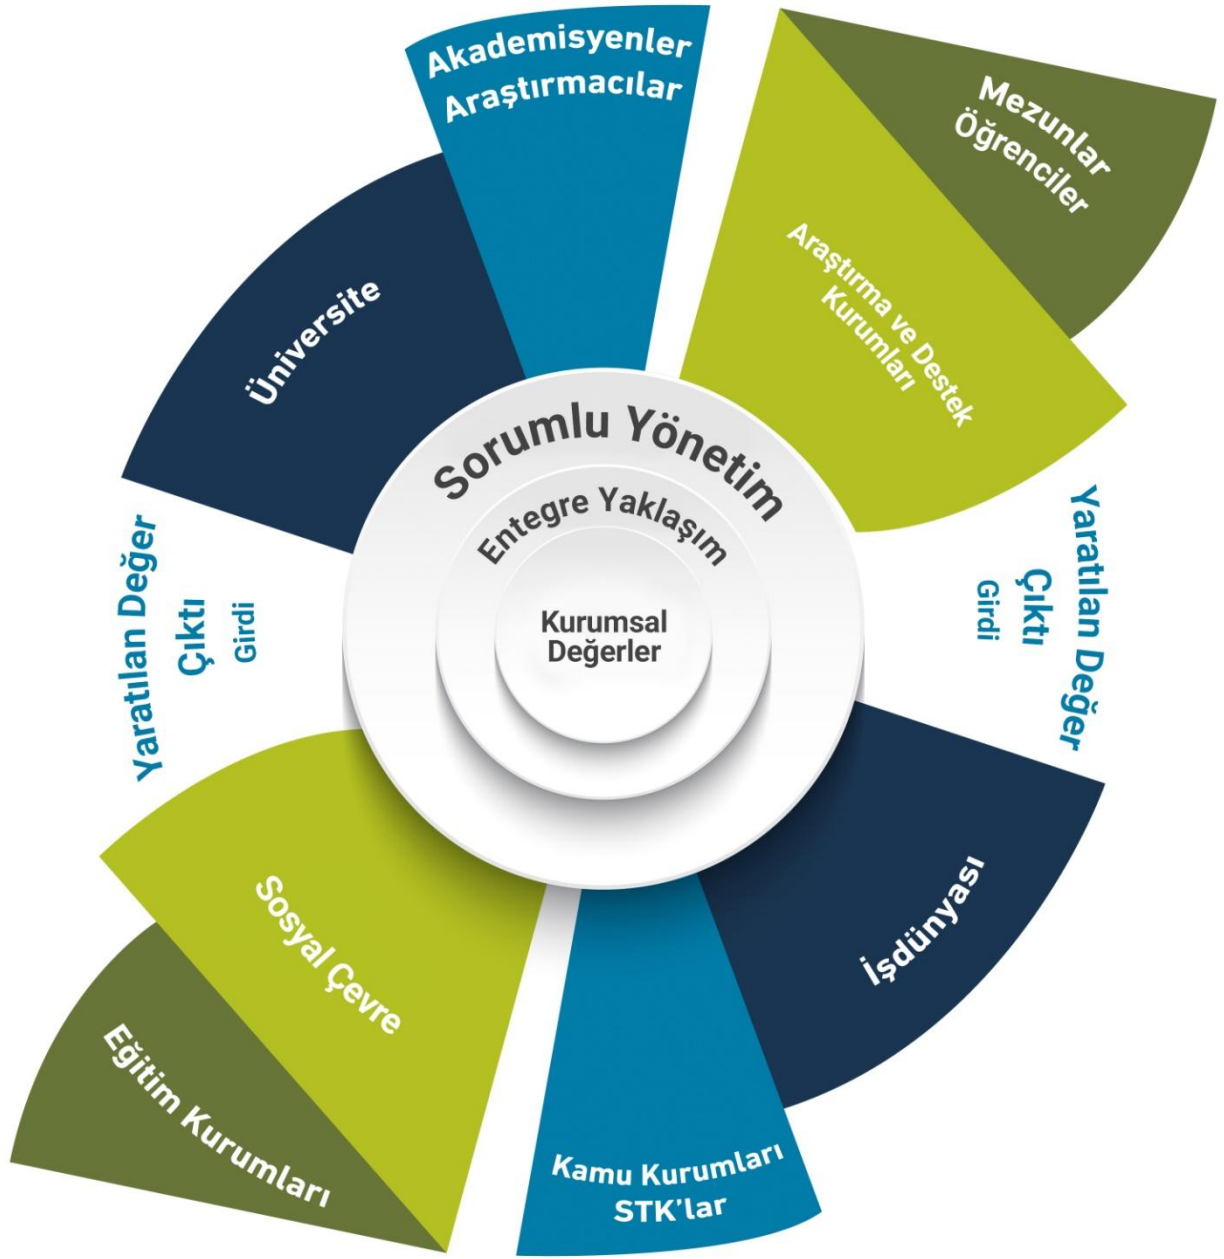 Akademisyenler
Araştırmacılar
Mezunlar
Öğrenciler
Üniversite
Araştırma ve Destek
Kurumları
Sorumlu Yönetim
Entegre Yaklaşım
Kurumsal
Değerler
Yaratılan Değer
Çıktı
Girdi
Girdi
Çıktı
Yaratılan Değer
Sosyal Çevre
İşdünyası
Eğitim Kurumları
Kamu Kurumları
STK'lar